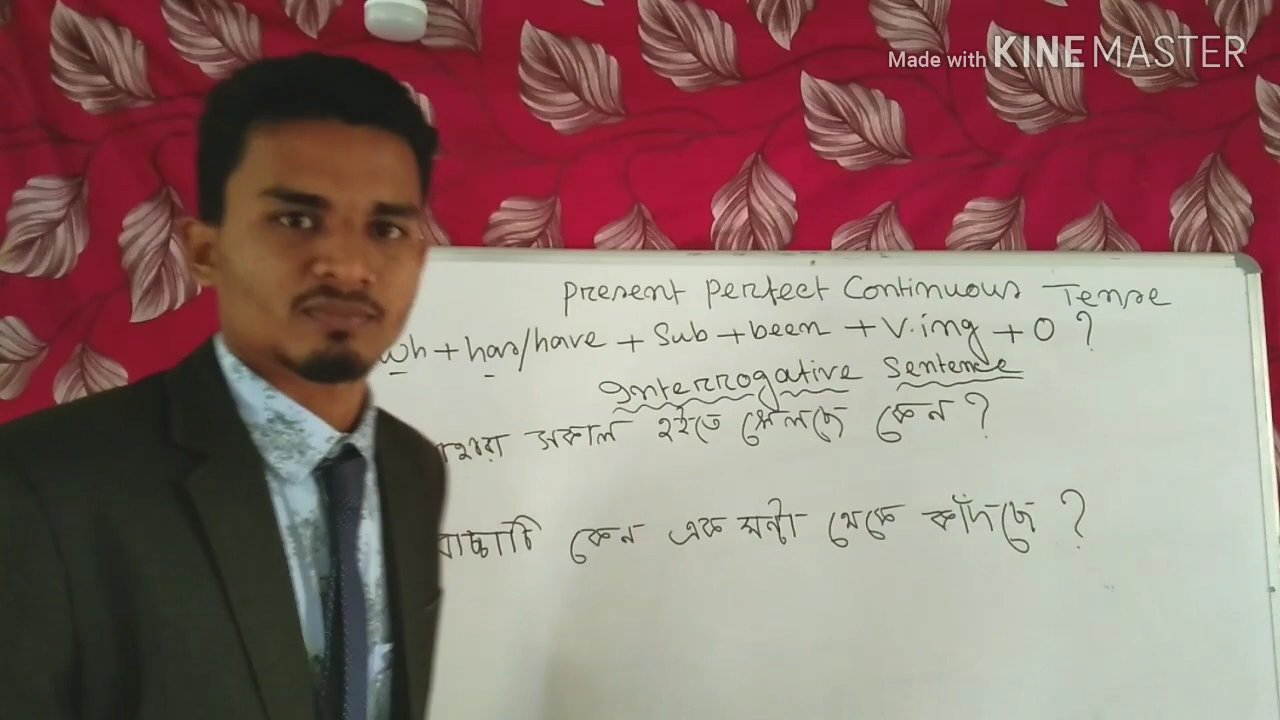 Made with KINEMASTER
Present Perfect Continuous Tense
Wh + has/have + Sub + been + V.ing + O ?
Interrogative Sentence
সকাল হইতে খেলছে কেন ?
বাচ্চাটি কেন এক ঘন্টা থেকে কাঁদছে ?